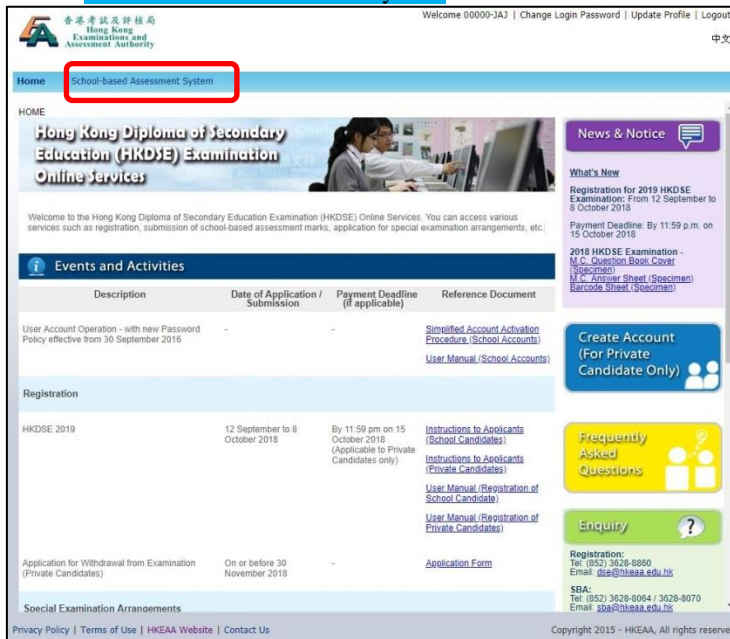 Welcome 00000-JAJ | Change Login Password | Update Profile | Logout
香港考試及評核局
Hong Kong
Examinations and
Assessment Authority
中文
Home School-based Assessment System
HOME
Hong Kong Diploma of Secondary
Education (HKDSE) Examination
Online Services
Welcome to the Hong Kong Diploma of Secondary Education Examination (HKDSE) Online Services. You can access various
services such as registration, submission of school-based assessment marks, application for special examination arrangements, etc.
Events and Activities
Description Date of Application / Payment Deadline Reference Document
Submission (if applicable)
User Account Operation - with new Password - - Simplified Account Activation
Policy effective from 30 September 2016 Procedure (School Accounts)
User Manual (School Accounts)
Registration
HKDSE 2019 12 September to 8 By 11:59 pm on 15 Instructions to Applicants
October 2018 October 2018 (School Candidates)
(Applicable to Private
Candidates only) Instructions to Applicants
(Private Candidates)
User Manual (Registration of
School Candidate)
User Manual (Registration of
Private Candidates)
Application for Withdrawal from Examination On or before 30 - Application Form
(Private Candidates) November 2018
Special Examination Arrangements
News & Notice
What's New
Registration for 2019 HKDSE
Examination: From 12 September to
8 October 2018
Payment Deadline: By 11:59 p.m. on
15 October 2018
2018 HKDSE Examination -
M.C. Question Book Cover
(Specimen)
M.C. Answer Sheet (Specimen)
Barcode Sheet (Specimen)
Create Account
(For Private
Candidate Only)
Frequently
Asked
Questions
Enquiry
Registration:
Tel: (852) 3628-8860
Email: dse@hkeaa.edu.hk
SBA:
Tel: (852) 3628-8064 / 3628-8070
Email: sba@hkeaa.edu.hk
Privacy Policy | Terms of Use | HKEAA Website | Contact Us Copyright 2015 - HKEAA, All rights reserve